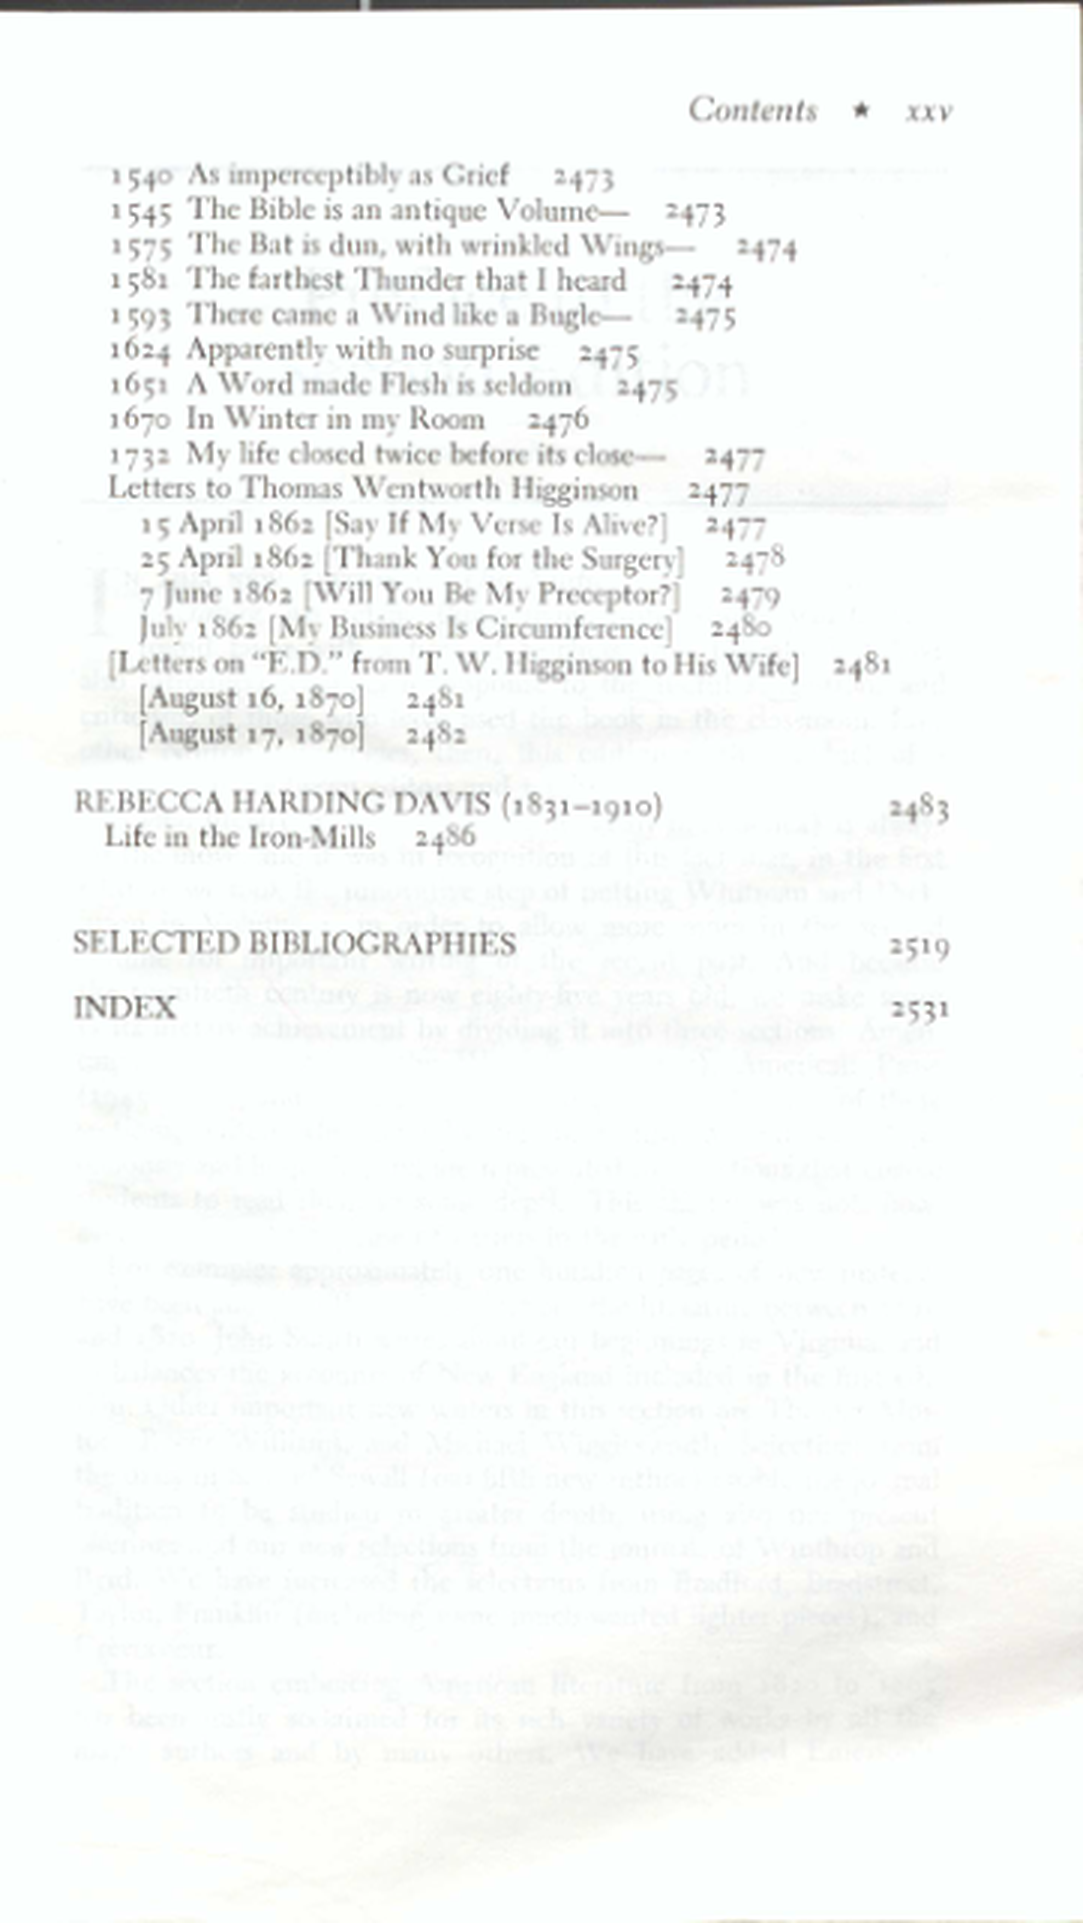 Contents ★ xxv
1540 As imperceptibly as Grief 2473
1545 The Bible is an antique Volume— 2473
1575 The Bat is dun, with wrinkled Wings— 2474
1581 The farthest Thunder that I heard 2474
1593 There came a Wind like a Bugle— 2475
1624 Apparently with no surprise 2475
1651 A Word made Flesh is seldom 2475
1670 In Winter in my Room 2476
1732 My life closed twice before its close— 2477
Letters to Thomas Wentworth Higginson 2477
15 April 1862 [Say If My Verse Is Alive?] 2477
25 April 1862 [Thank You for the Surgery] 2478
7 June 1862 [Will You Be My Preceptor?] 2479
July 1862 [My Business Is Circumference] 2480
[Letters on “E.D.” from T. W. Higginson to His Wife] 2481
[August 16, 1870] 2481
[August 17, 1870] 2482
REBECCA HARDING DAVIS (1831–1910) 2483
Life in the Iron-Mills 2486
SELECTED BIBLIOGRAPHIES 2519
INDEX 2531